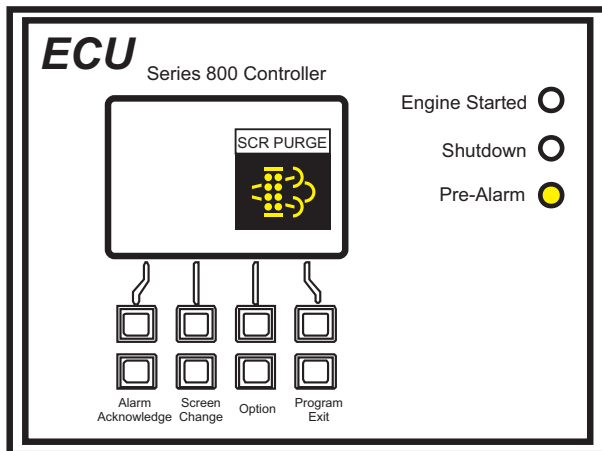 ECU
Series 800 Controller
SCR PURGE
Engine Started
Shutdown
Pre-Alarm
Alarm
Acknowledge
Screen
Change
Option
Program
Exit